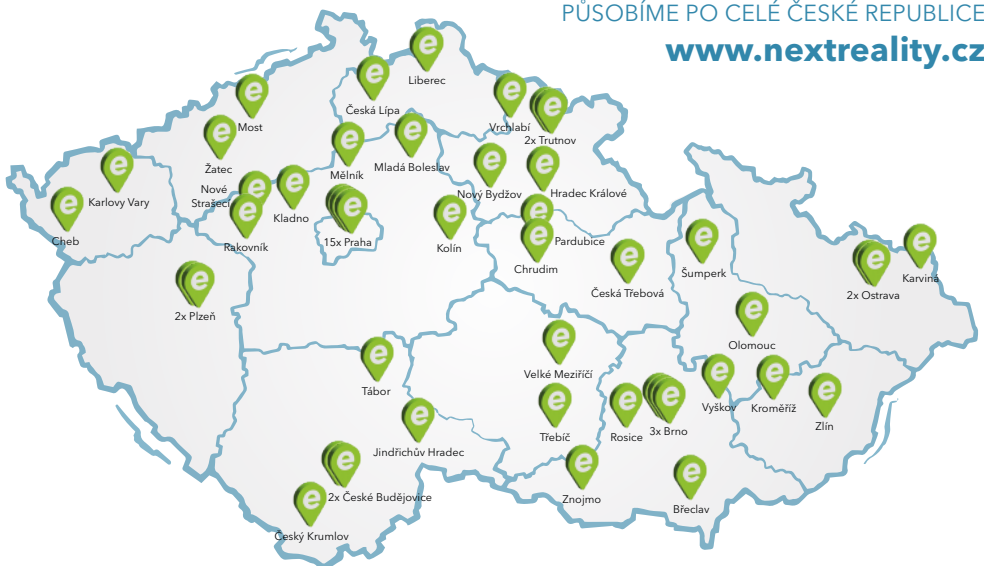 PŮSOBÍME PO CELÉ ČESKÉ REPUBLICE
www.nextreality.cz
Liberec
Česká Lípa
Vrchlabí
Most
2x Trutnov
Žatec
Mělník
Mladá Boleslav
Karlovy Vary
Nové
Strašecí
Nový Bydžov
Hradec Králové
Kladno
Cheb
Rakovník
15x Praha
Kolín
Pardubice
Chrudim
Šumperk
Karviná
Česká Třebová
2x Ostrava
2x Plzeň
Olomouc
Velké Meziříčí
Tábor
Vyškov
Kroměříž
Zlín
Třebíč
Rosice
3x Brno
Jindřichův Hradec
2x České Budějovice
Znojmo
Břeclav
Český Krumlov